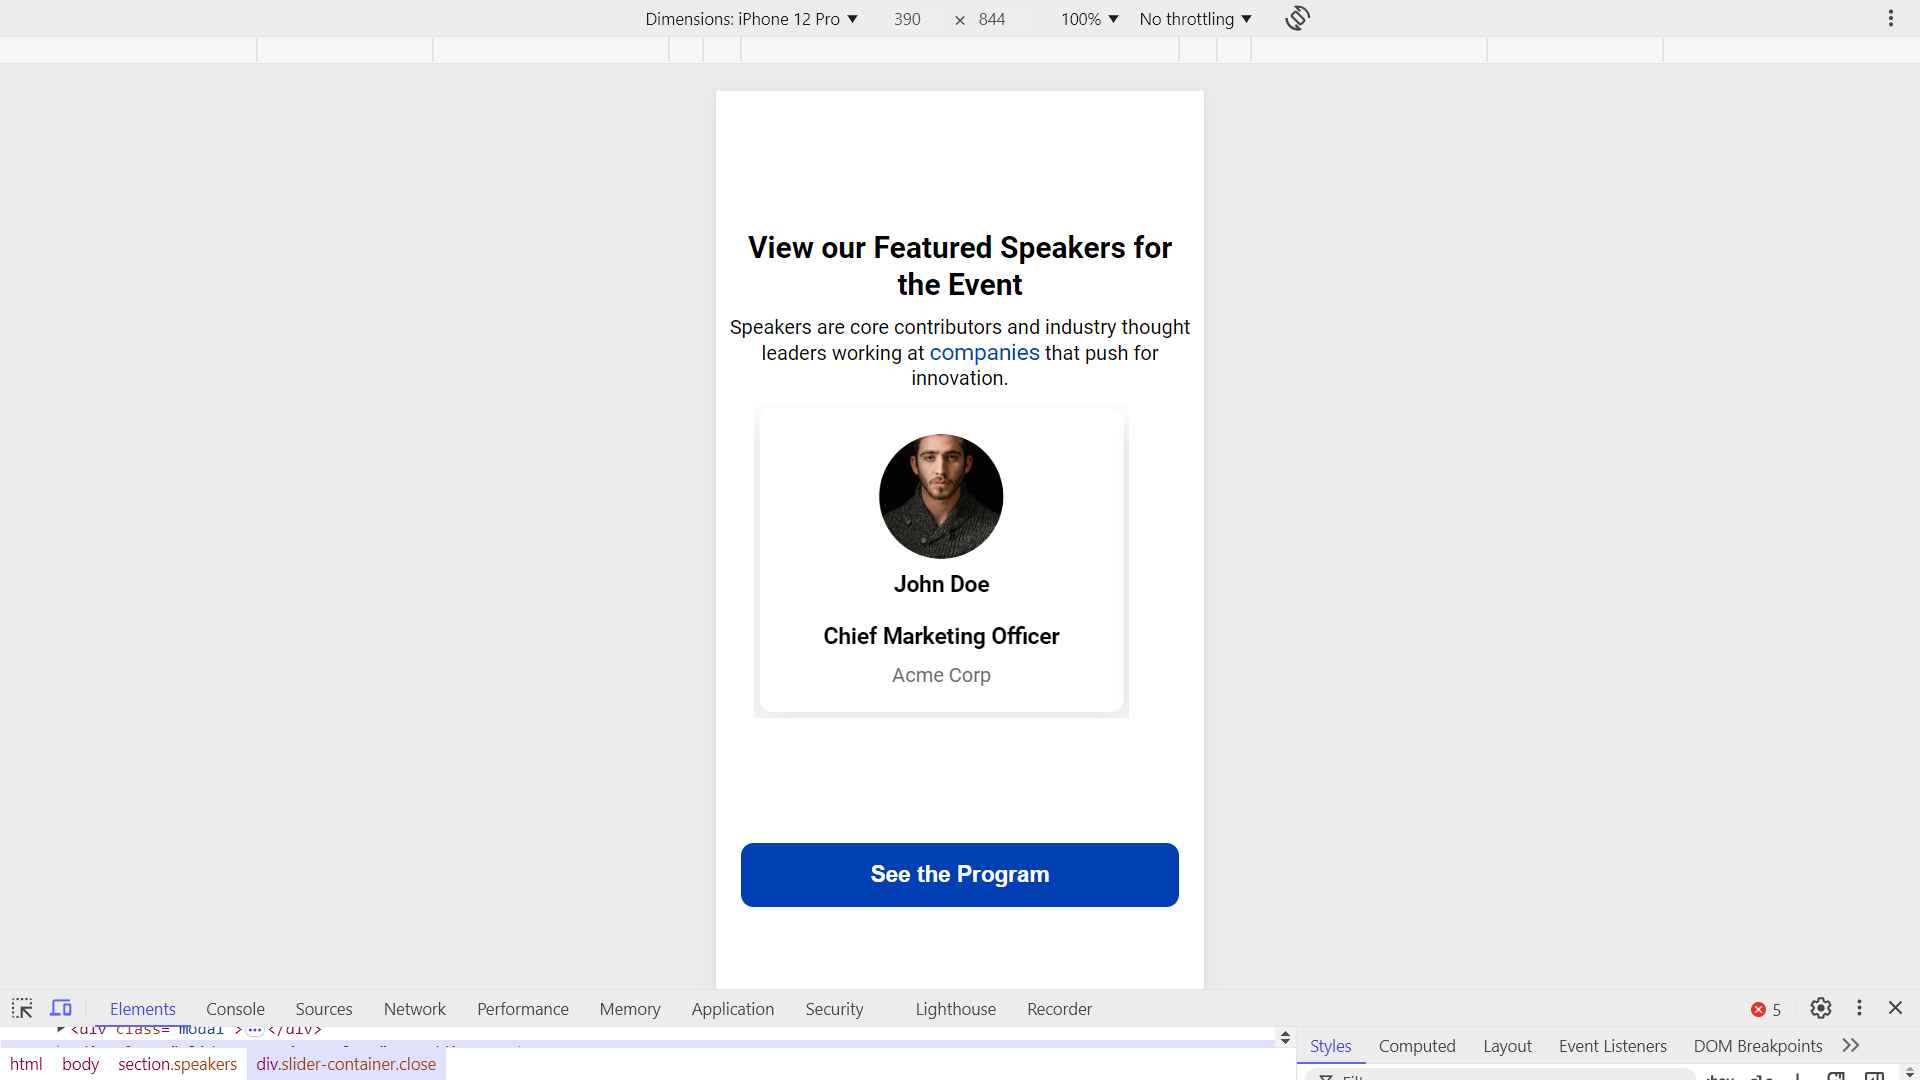 Dimensions: iPhone 12 Pro ▼ 390 × 844 100% ▼ No throttling ▼
View our Featured Speakers for
the Event
Speakers are core contributors and industry thought
leaders working at companies that push for
innovation.
John Doe
Chief Marketing Officer
Acme Corp
See the Program
Elements Console Sources Network Performance Memory Application Security Lighthouse Recorder 5
<div class="modal">…</div>
html body section.speakers div.slider-container.close
Styles Computed Layout Event Listeners DOM Breakpoints